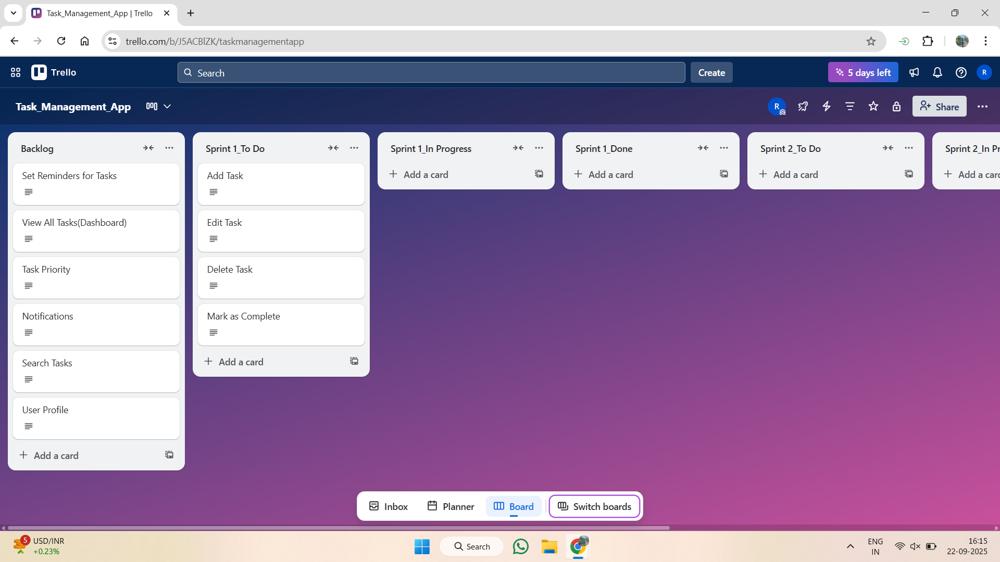 Task_Management_App | Trello
trello.com/b/J5ACBlZK/taskmanagementapp
Trello
Search
Create
5 days left
R
Task_Management_App
R
Share
Backlog
Set Reminders for Tasks
View All Tasks(Dashboard)
Task Priority
Notifications
Search Tasks
User Profile
Add a card
Sprint 1_To Do
Add Task
Edit Task
Delete Task
Mark as Complete
Add a card
Sprint 1_In Progress
Add a card
Sprint 1_Done
Add a card
Sprint 2_To Do
Add a card
Sprint 2_In Pr
Add a card
Inbox
Planner
Board
Switch boards
5
USD/INR
+0.23%
Search
ENG
IN
16:15
22-09-2025